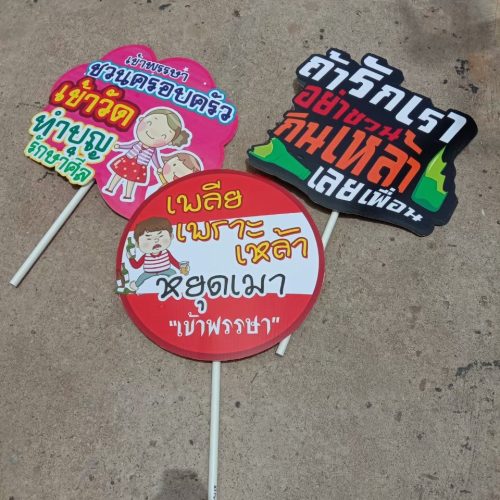 เข้าพรรษา
ชวนครอบครัว
เข้าวัด
ทำบุญ
รักษาศีล
ถ้ารักเรา
อย่าชวน
กินเหล้า
เลยเพื่อน
เพลีย
เพราะ
เหล้า
หยุดเมา
"เข้าพรรษา"